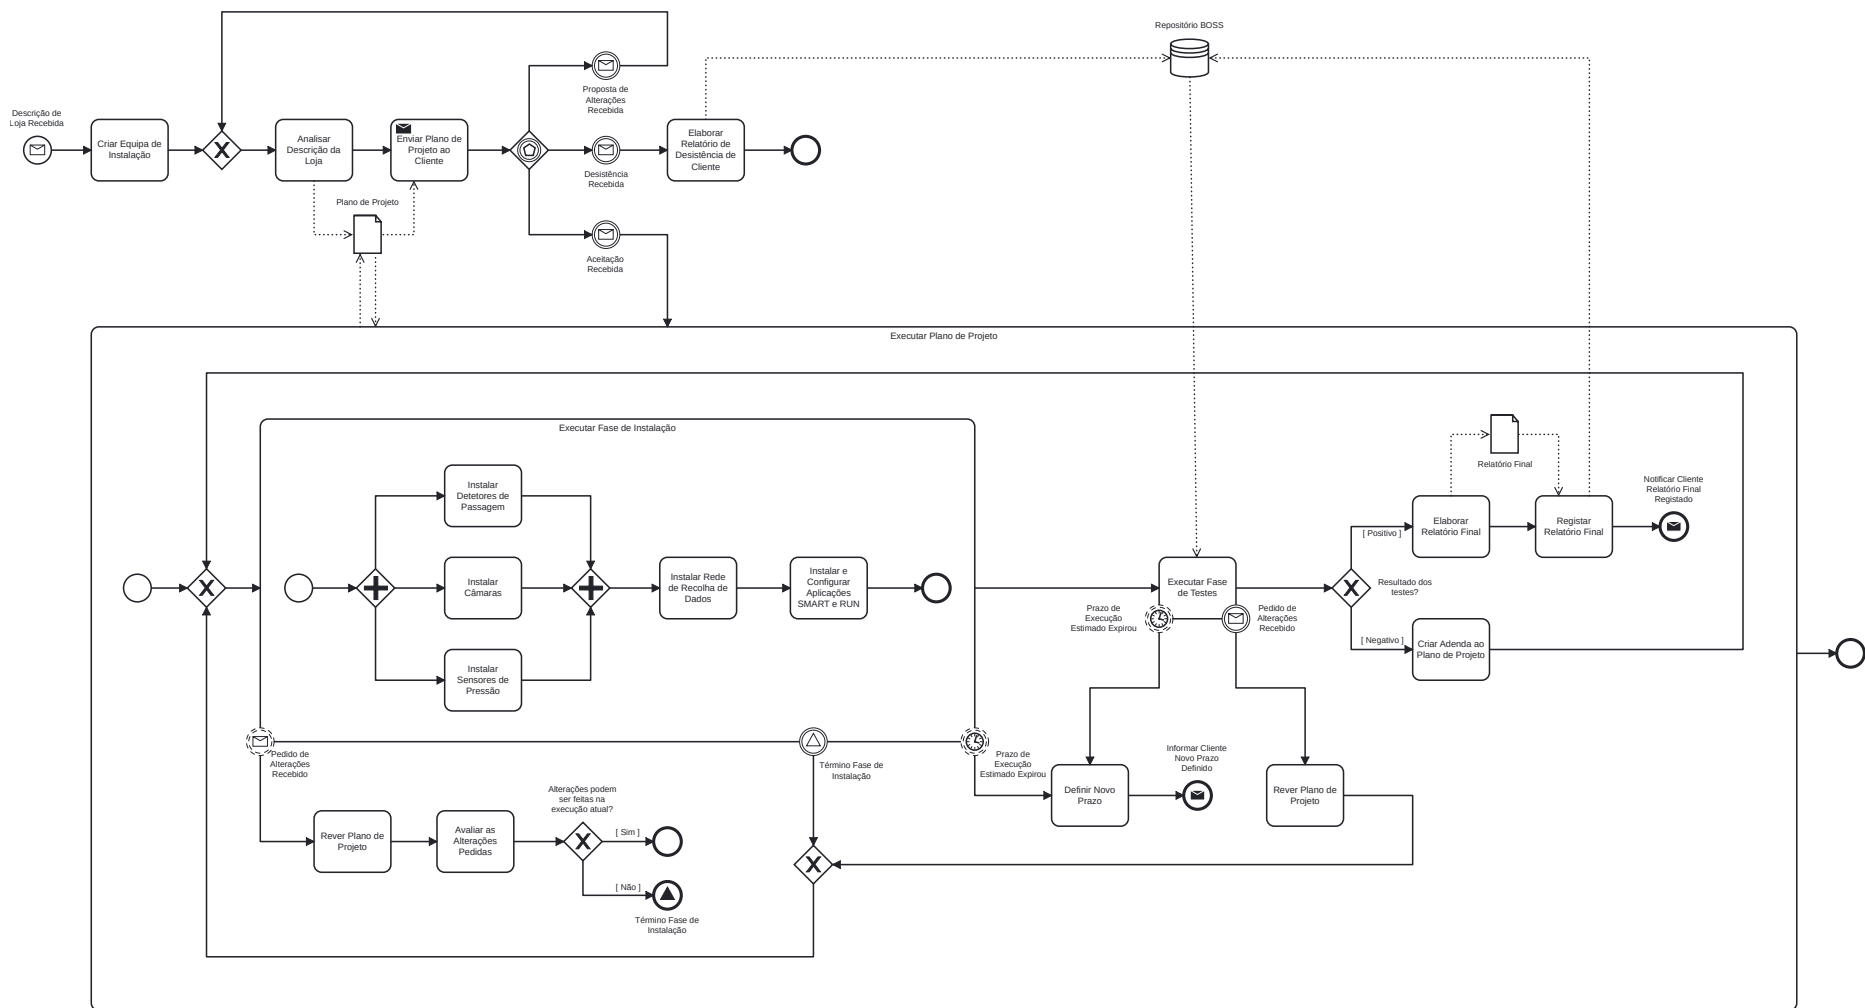 Repositório BOSS
Descrição de
Loja Recebida
Criar Equipa de
Instalação
Analisar
Descrição da
Loja
Enviar Plano de
Projeto ao
Cliente
Plano de Projeto
Proposta de
Alterações
Recebida
Desistência
Recebida
Aceitação
Recebida
Elaborar
Relatório de
Desistência de
Cliente
Executar Plano de Projeto
Executar Fase de Instalação
Instalar
Detetores de
Passagem
Instalar
Câmaras
Instalar
Sensores de
Pressão
Instalar Rede
de Recolha de
Dados
Instalar e
Configurar
Aplicações
SMART e RUN
Pedido de
Alterações
Recebido
Término Fase de
Instalação
Prazo de
Execução
Estimado Expirou
Rever Plano de
Projeto
Avaliar as
Alterações
Pedidas
Alterações podem
ser feitas na
execução atual?
[ Sim ]
[ Não ]
Término Fase de
Instalação
Executar Fase
de Testes
Prazo de
Execução
Estimado Expirou
Pedido de
Alterações
Recebido
Definir Novo
Prazo
Informar Cliente
Novo Prazo
Definido
Rever Plano de
Projeto
Resultado dos
testes?
[ Positivo ]
[ Negativo ]
Elaborar
Relatório Final
Relatório Final
Registar
Relatório Final
Notificar Cliente
Relatório Final
Registado
Criar Adenda ao
Plano de Projeto